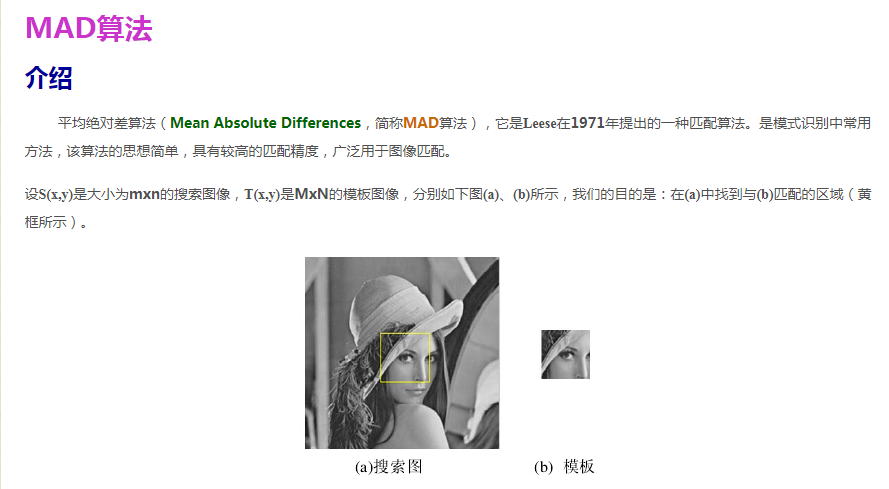 MAD算法
介绍
平均绝对差算法（Mean Absolute Differences，简称MAD算法），它是Leese在1971年提出的一种匹配算法。是模式识别中常用
方法，该算法的思想简单，具有较高的匹配精度，广泛用于图像匹配。
设S(x,y)是大小为mxn的搜索图像，T(x,y)是MxN的模板图像，分别如下图(a)、(b)所示，我们的目的是：在(a)中找到与(b)匹配的区域（黄
框所示）。
(a)搜索图
(b) 模板